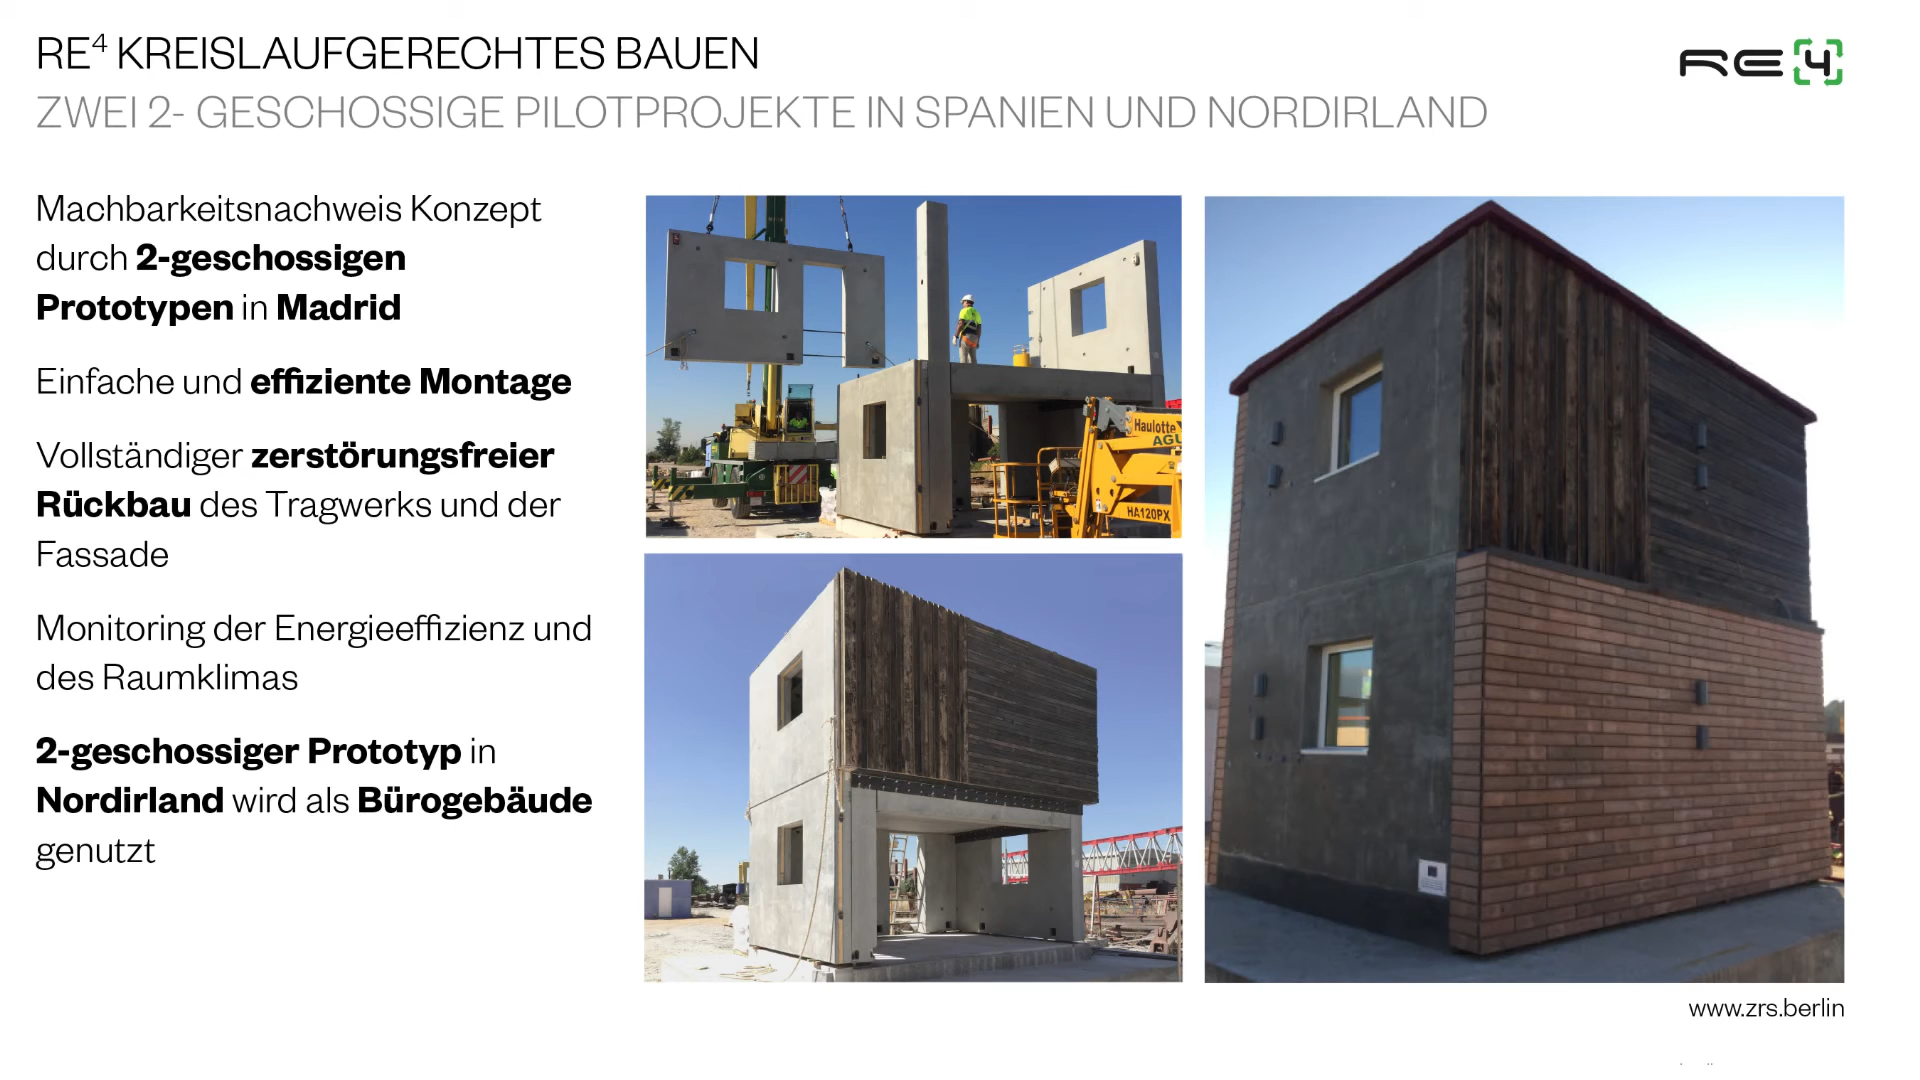 RE⁴ KREISLAUFGERECHTES BAUEN
RE4
ZWEI 2- GESCHOSSIGE PILOTPROJEKTE IN SPANIEN UND NORDIRLAND
Machbarkeitsnachweis Konzept
durch 2-geschossigen
Prototypen in Madrid
Einfache und effiziente Montage
Vollständiger zerstörungsfreier
Rückbau des Tragwerks und der
Fassade
Monitoring der Energieeffizienz und
des Raumklimas
2-geschossiger Prototyp in
Nordirland wird als Bürogebäude
genutzt
Haulotte
AGU
HA120PX
www.zrs.berlin